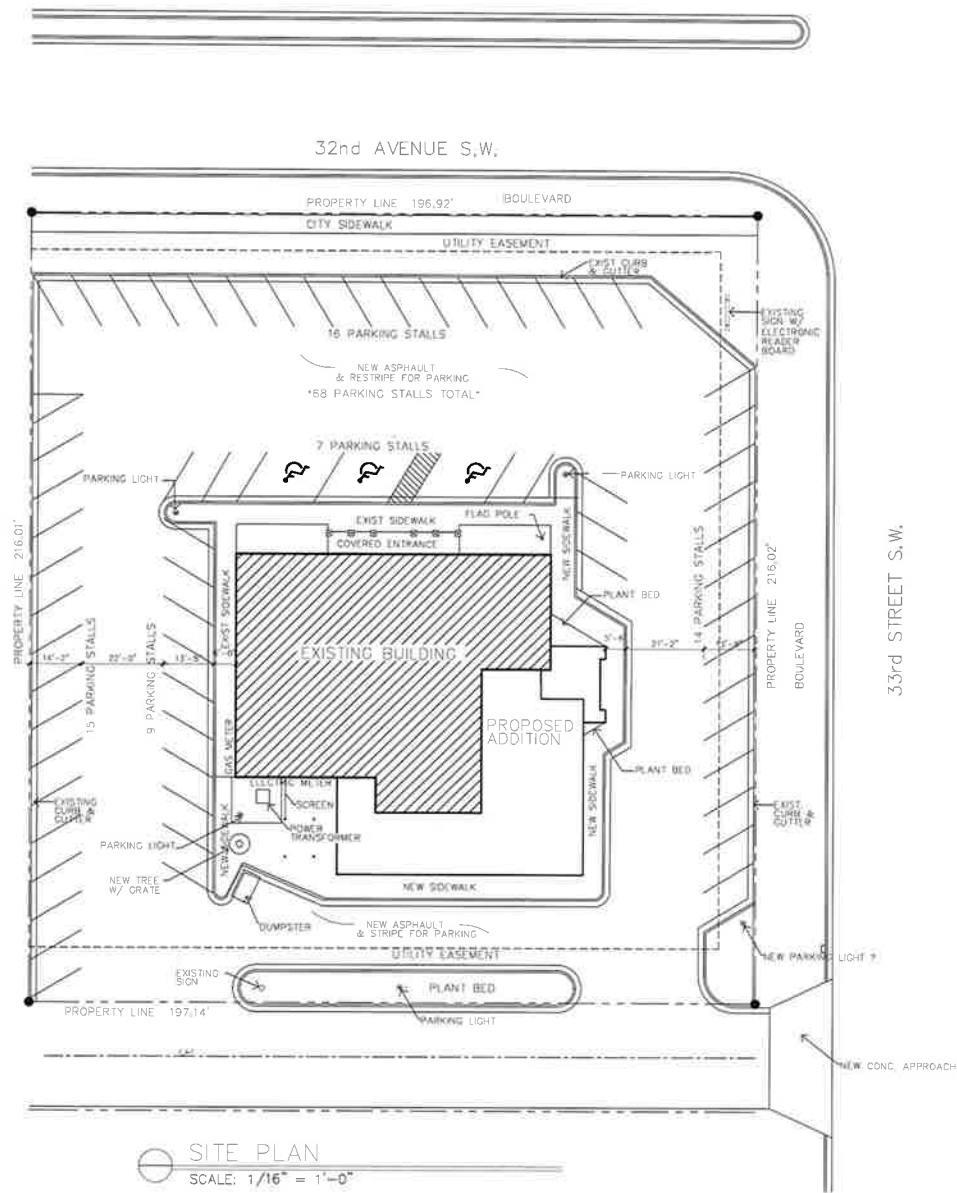 32nd AVENUE S.W.
PROPERTY LINE 196.92'
BOULEVARD
CITY SIDEWALK
UTILITY EASEMENT
EXIST CURB
& GUTTER
EXISTING
SIGN W/
ELECTRONIC
READER
BOARD
16 PARKING STALLS
NEW ASPHAULT
& RESTRIPE FOR PARKING
*68 PARKING STALLS TOTAL*
7 PARKING STALLS
PARKING LIGHT
PARKING LIGHT
FLAG POLE
EXIST SIDEWALK
COVERED ENTRANCE
NEW SIDEWALK
PLANT BED
EXIST SIDEWALK
EXISTING BUILDING
PROPERTY LINE 216.01'
14'-2"
15 PARKING STALLS
22'-0"
9 PARKING STALLS
13'-5"
21'-2"
14 PARKING STALLS
PROPERTY LINE 216.02'
BOULEVARD
33rd STREET S.W.
PROPOSED
ADDITION
PLANT BED
NEW SIDEWALK
GAS METER
ELECTRIC METER
SCREEN
POWER
TRANSFORMER
EXISTING
CURB &
GUTTER
EXIST.
CURB &
GUTTER
PARKING LIGHT
NEW SIDEWALK
NEW TREE
W/ GRATE
NEW SIDEWALK
DUMPSTER
NEW ASPHAULT
& STRIPE FOR PARKING
UTILITY EASEMENT
NEW PARKING LIGHT ?
EXISTING
SIGN
PLANT BED
PARKING LIGHT
PROPERTY LINE 197.14'
NEW CONC. APPROACH
SITE PLAN
SCALE: 1/16" = 1'-0"